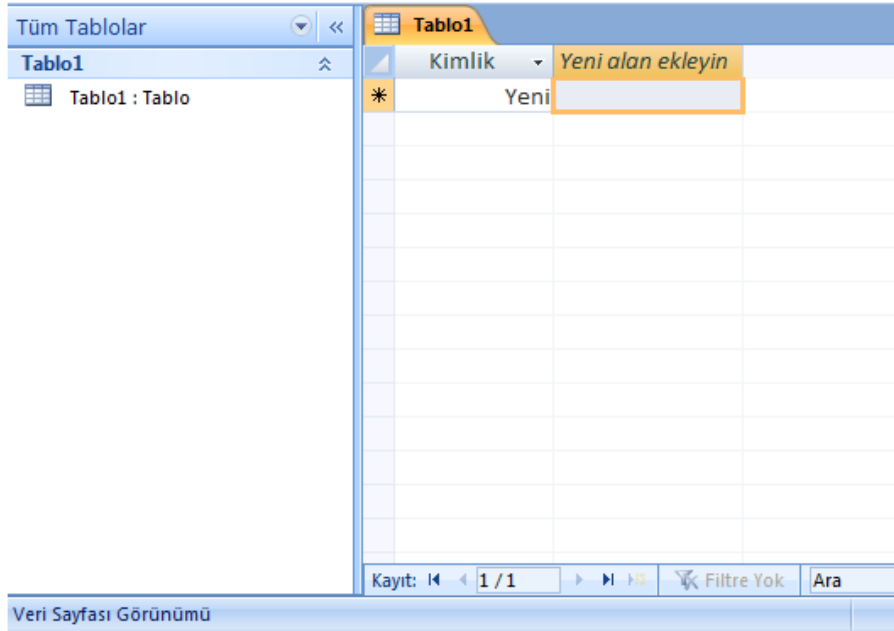 Tüm Tablolar
Tablo1
Tablo1 : Tablo
Tablo1
Kimlik Yeni alan ekleyin
Yeni
Kayıt: 1 / 1 Filtre Yok Ara
Veri Sayfası Görünümü